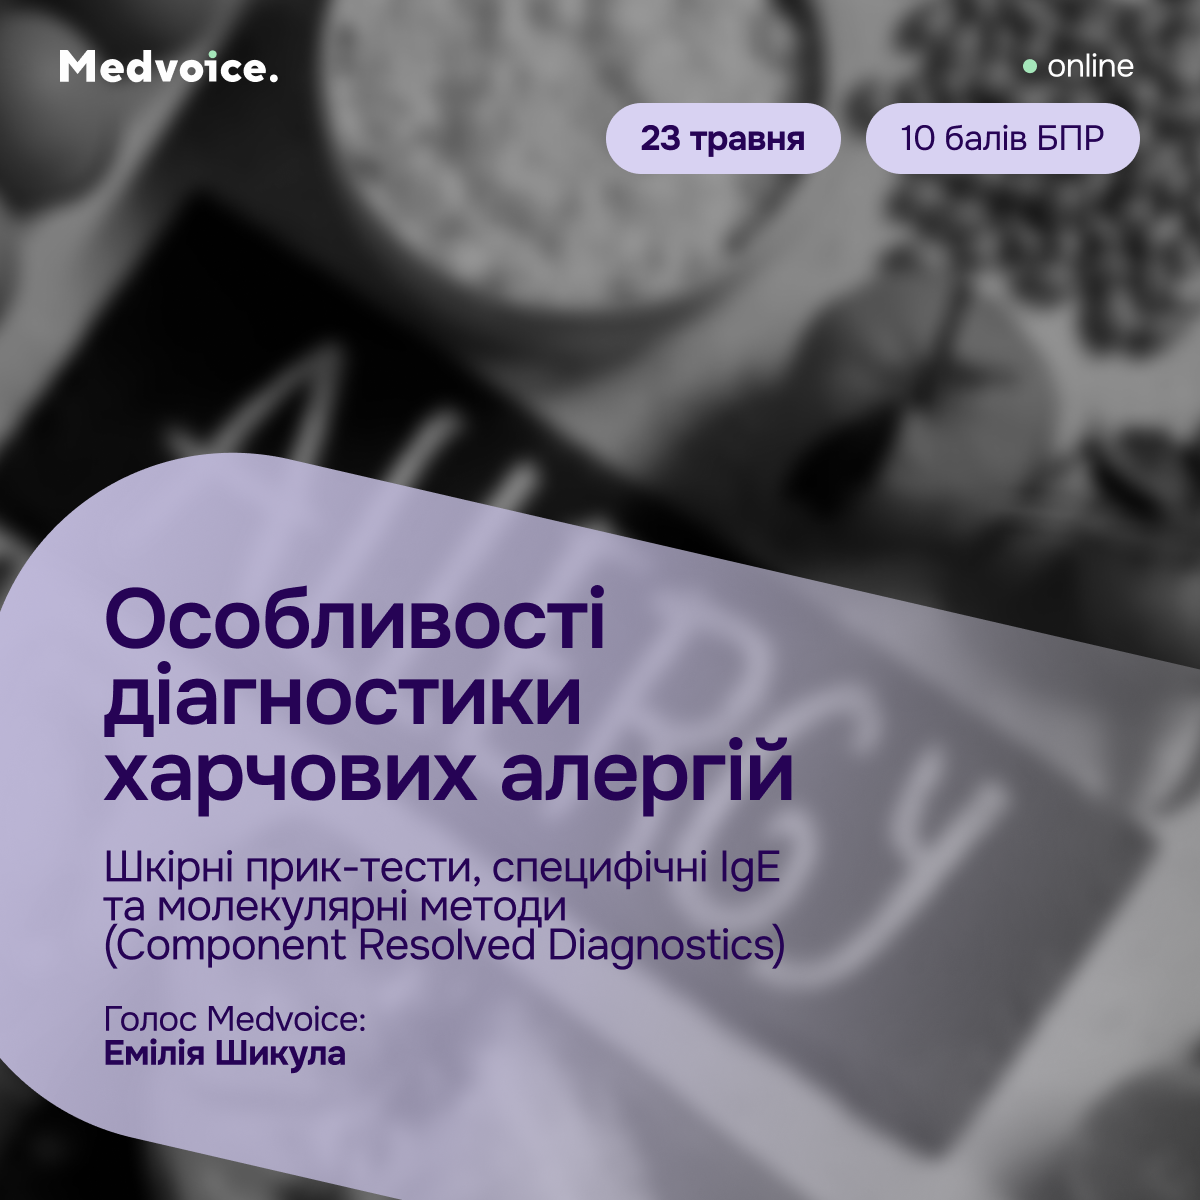 Medvoice.
online
23 травня
10 балів БПР
ALLERGY
Особливості
діагностики
харчових алергій
Шкірні прик-тести, специфічні IgE
та молекулярні методи
(Component Resolved Diagnostics)
Голос Medvoice:
Емілія Шикула